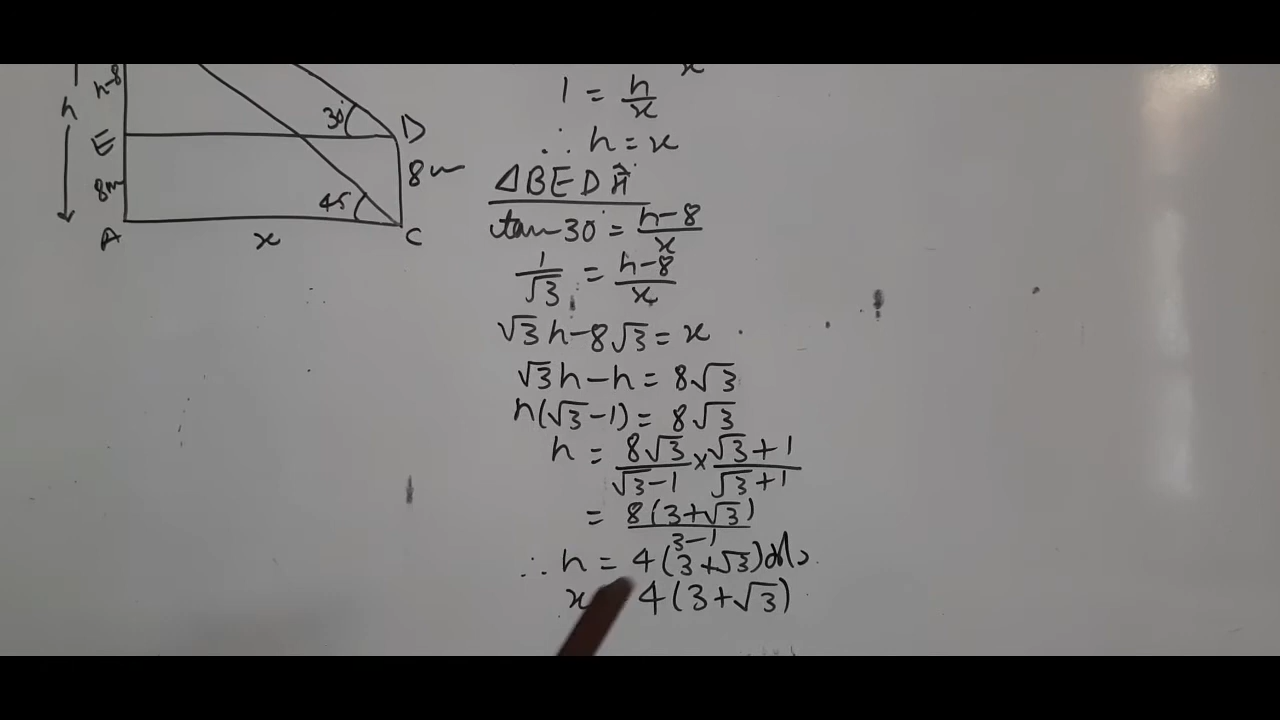 h-8
h
30°
D
E
8m
8m
45
A
x
C
x
1 = h/x
∴ h = x
ΔBED
tan 30° = h-8/x
1/√3 = h-8/x
√3h-8√3 = x
√3h-h = 8√3
h(√3-1) = 8√3
h = 8√3/√3-1 × √3+1/√3+1
= 8(3+√3)/3-1
∴ h = 4(3+√3)
x 4(3+√3)